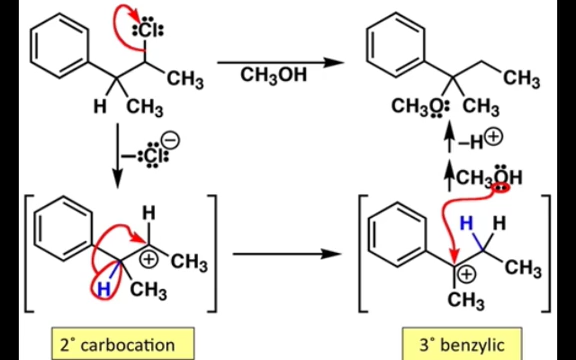 :Cl:
CH3
H CH3
CH3OH
CH3O: CH3
CH3
–:Cl: ⊖
–H⊕
CH3OH
H
⊕ CH3
H CH3
H H
⊕ CH3
CH3
2° carbocation
3° benzylic